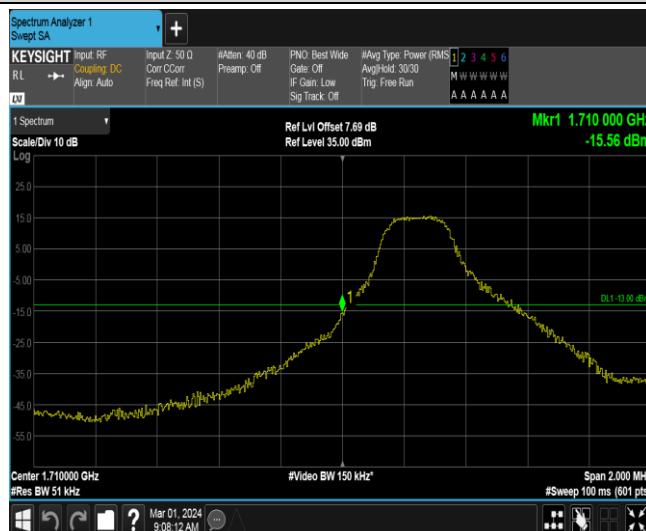 Spectrum Analyzer 1
Swept SA
+
KEYSIGHT
RL
LXI
Input: RF
Coupling: DC
Align: Auto
Input Z: 50 Ω
Corr CCorr
Freq Ref: Int (S)
#Atten: 40 dB
Preamp: Off
PNO: Best Wide
Gate: Off
IF Gain: Low
Sig Track: Off
#Avg Type: Power (RMS
Avg|Hold: 30/30
Trig: Free Run
1 2 3 4 5 6
M W W W W W
A A A A A A
1 Spectrum
Scale/Div 10 dB
Log
Ref Lvl Offset 7.69 dB
Ref Level 35.00 dBm
Mkr1 1.710 000 GHz
-15.56 dBm
25.0
15.0
5.00
-5.00
-15.0
-25.0
-35.0
-45.0
-55.0
1
DL1 -13.00 dBm
Center 1.710000 GHz
#Res BW 51 kHz
#Video BW 150 kHz*
Span 2.000 MHz
#Sweep 100 ms (601 pts)
?
Mar 01, 2024
9:08:12 AM